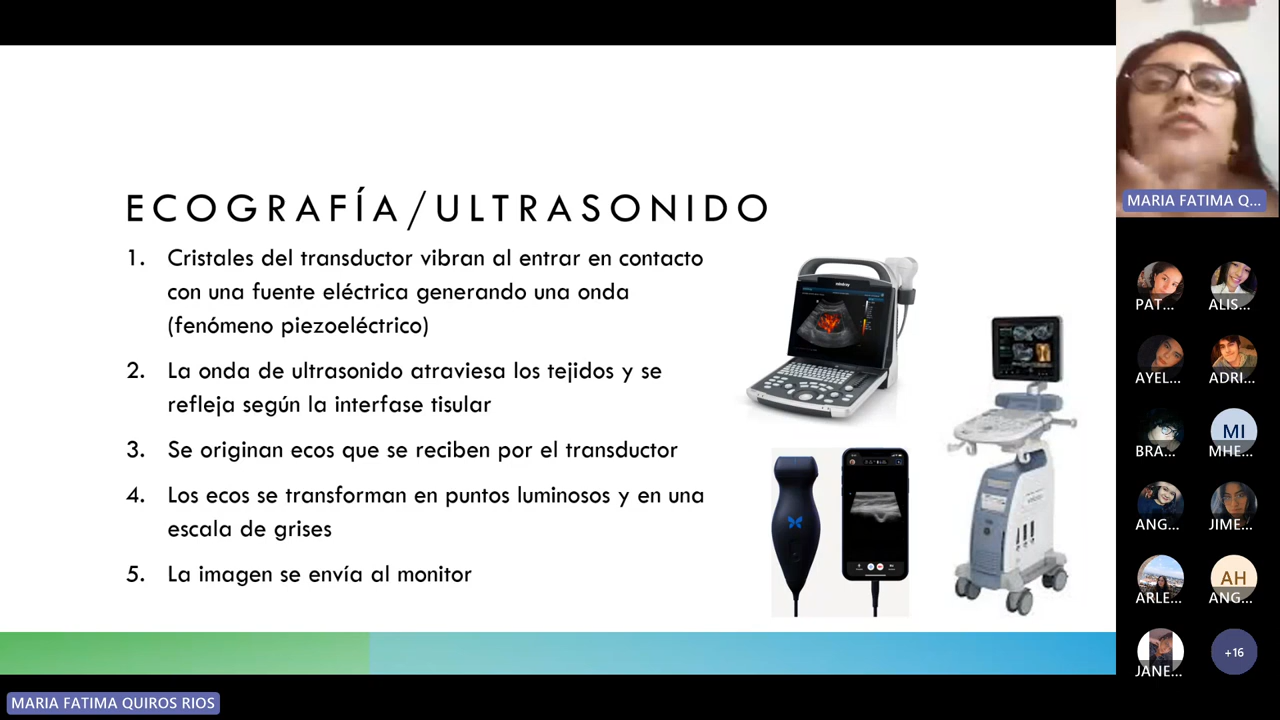 ECOGRAFÍA/ULTRASONIDO
1. Cristales del transductor vibran al entrar en contacto
con una fuente eléctrica generando una onda
(fenómeno piezoeléctrico)
2. La onda de ultrasonido atraviesa los tejidos y se
refleja según la interfase tisular
3. Se originan ecos que se reciben por el transductor
4. Los ecos se transforman en puntos luminosos y en una
escala de grises
5. La imagen se envía al monitor
mindray
MARIA FATIMA Q...
PAT...
ALIS...
AYEL...
ADRI...
BRA...
MI
MHE...
ANG...
JIME...
ARLE...
AH
ANG...
JANE...
+16
MARIA FATIMA QUIROS RIOS